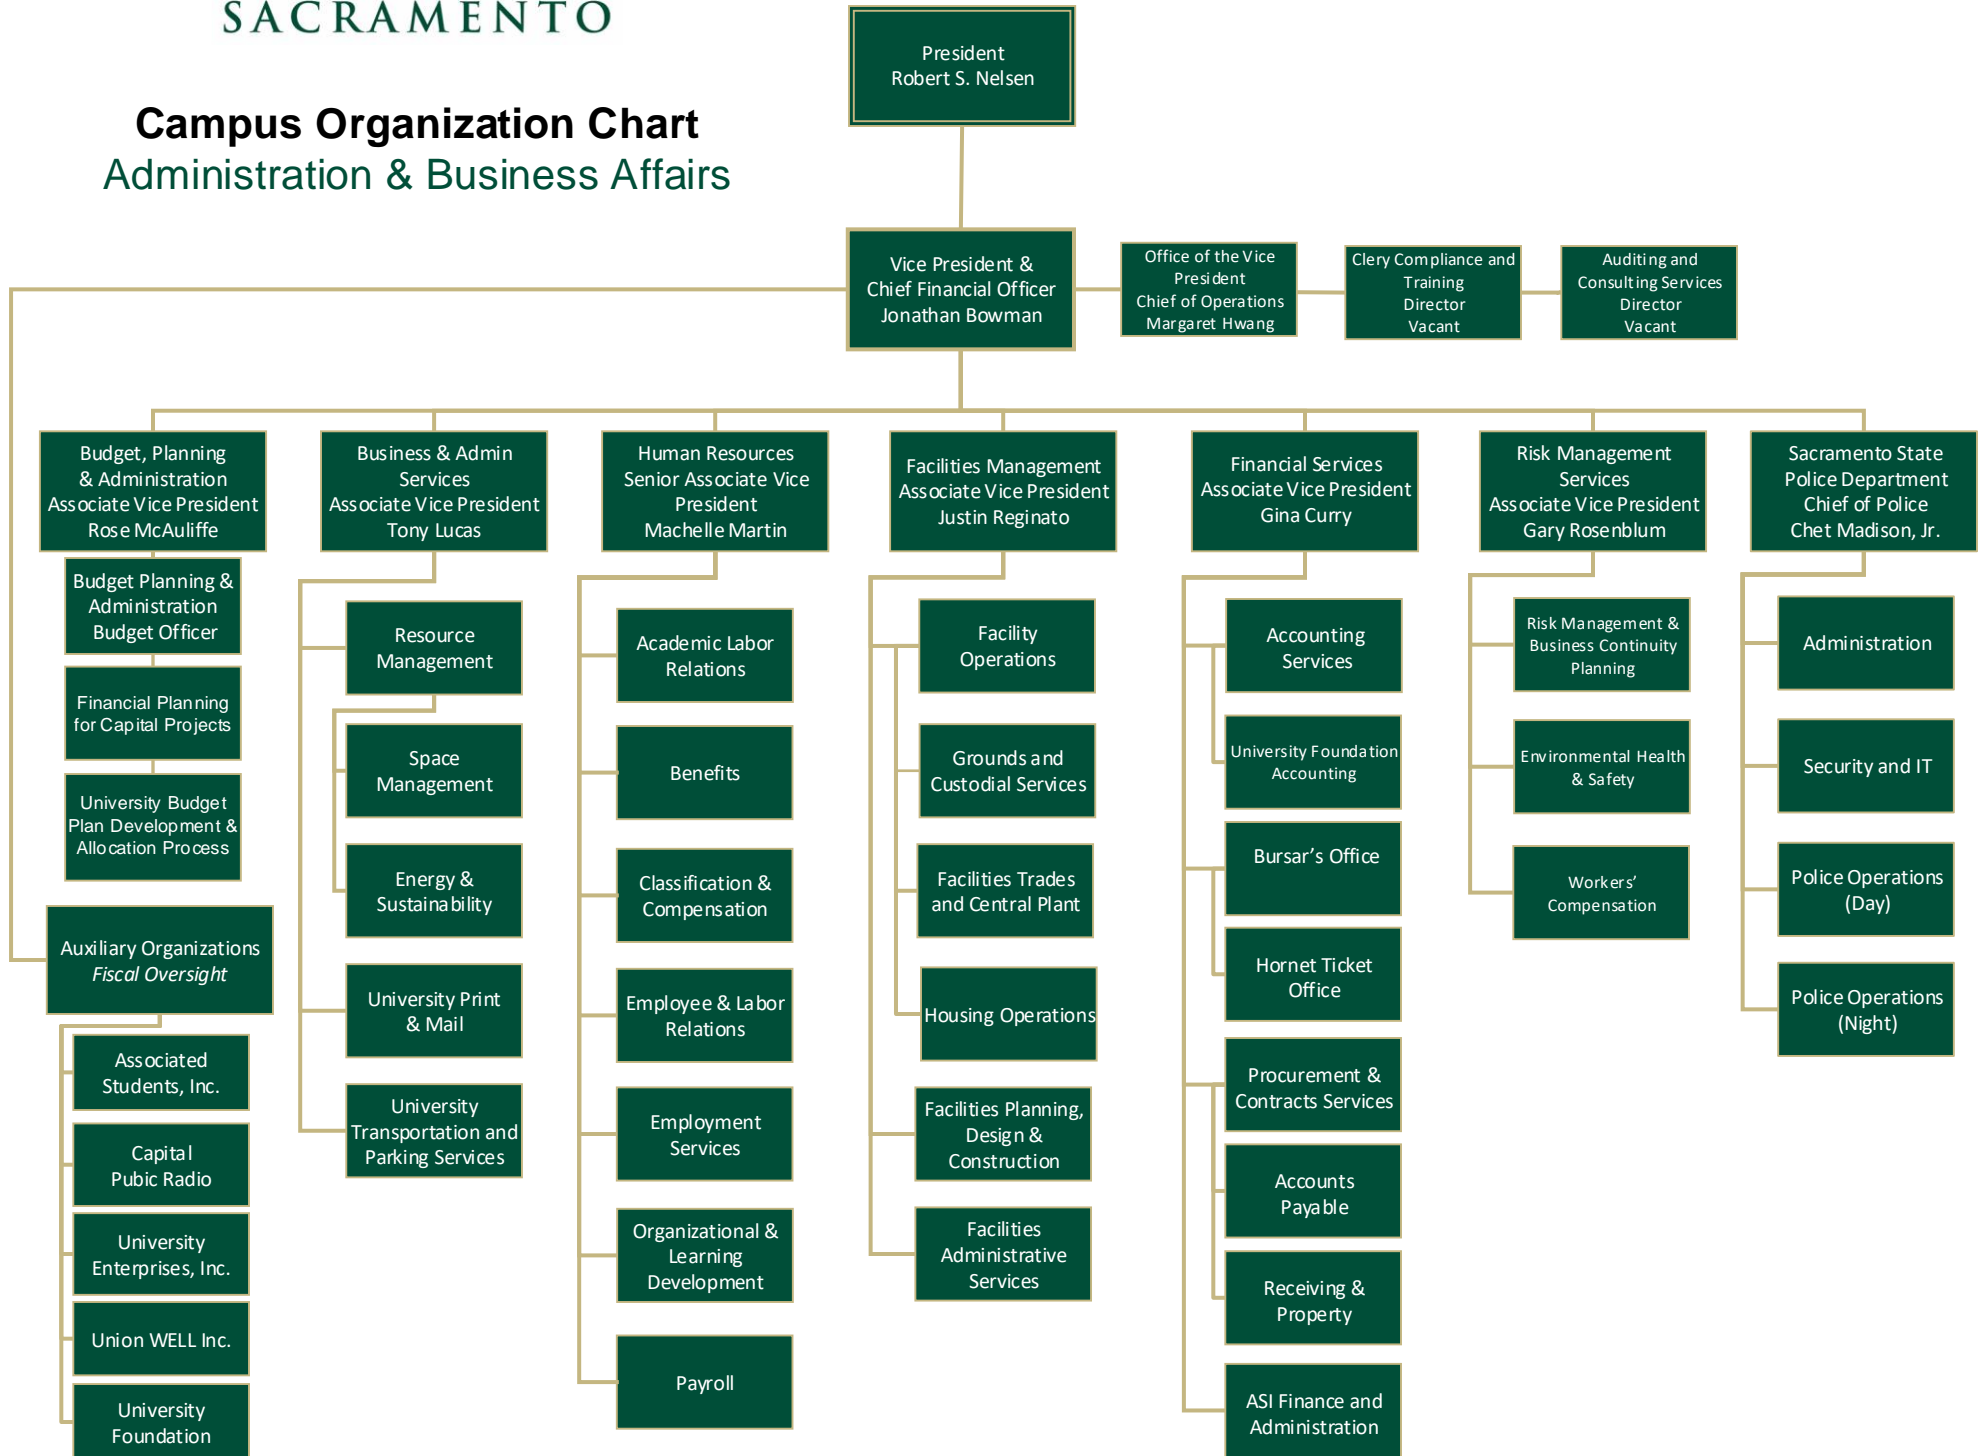 SACRAMENTO
Campus Organization Chart
Administration & Business Affairs
President
Robert S. Nelsen
Vice President &
Chief Financial Officer
Jonathan Bowman
Office of the Vice
President
Chief of Operations
Margaret Hwang
Clery Compliance and
Training
Director
Vacant
Auditing and
Consulting Services
Director
Vacant
Budget, Planning
& Administration
Associate Vice President
Rose McAuliffe
Budget Planning &
Administration
Budget Officer
Financial Planning
for Capital Projects
University Budget
Plan Development &
Allocation Process
Auxiliary Organizations
Fiscal Oversight
Associated
Students, Inc.
Capital
Pubic Radio
University
Enterprises, Inc.
Union WELL Inc.
University
Foundation
Business & Admin
Services
Associate Vice President
Tony Lucas
Resource
Management
Space
Management
Energy &
Sustainability
University Print
& Mail
University
Transportation and
Parking Services
Human Resources
Senior Associate Vice
President
Machelle Martin
Academic Labor
Relations
Benefits
Classification &
Compensation
Employee & Labor
Relations
Employment
Services
Organizational &
Learning
Development
Payroll
Facilities Management
Associate Vice President
Justin Reginato
Facility
Operations
Grounds and
Custodial Services
Facilities Trades
and Central Plant
Housing Operations
Facilities Planning,
Design &
Construction
Facilities
Administrative
Services
Financial Services
Associate Vice President
Gina Curry
Accounting
Services
University Foundation
Accounting
Bursar's Office
Hornet Ticket
Office
Procurement &
Contracts Services
Accounts
Payable
Receiving &
Property
ASI Finance and
Administration
Risk Management
Services
Associate Vice President
Gary Rosenblum
Risk Management &
Business Continuity
Planning
Environmental Health
& Safety
Workers'
Compensation
Sacramento State
Police Department
Chief of Police
Chet Madison, Jr.
Administration
Security and IT
Police Operations
(Day)
Police Operations
(Night)